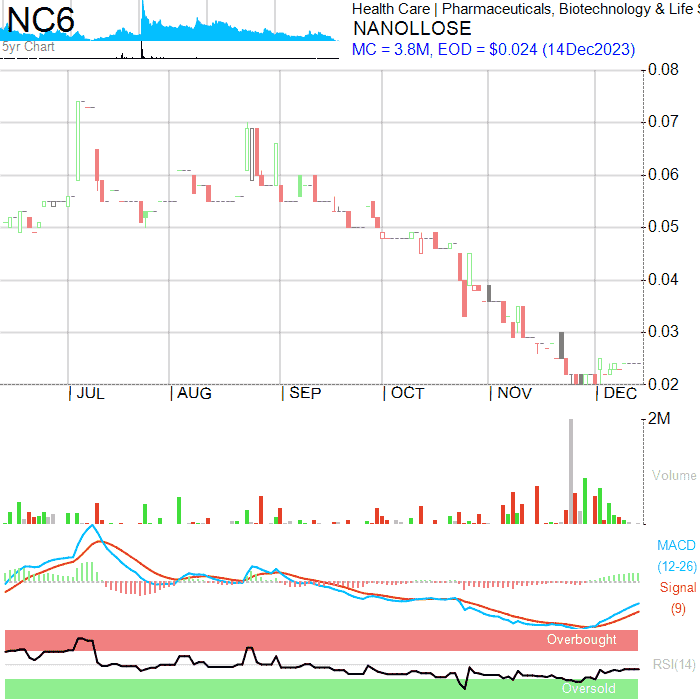 NC6
5yr Chart
Health Care | Pharmaceuticals, Biotechnology & Life S
NANOLLOSE
MC = 3.8M, EOD = $0.024 (14Dec2023)
0.08
0.07
0.06
0.05
0.04
0.03
0.02
| JUL | AUG | SEP | OCT | NOV | DEC
2M
Volume
MACD
(12-26)
Signal
(9)
Overbought
RSI(14)
Oversold